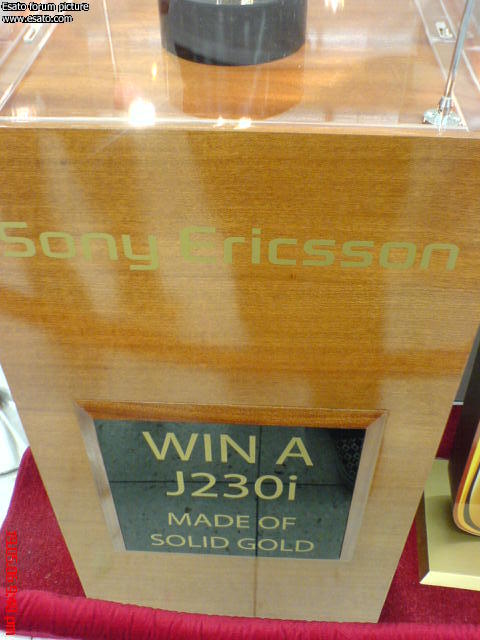 Esato forum picture
www.esato.com
Sony Ericsson
WIN A
J230i
MADE OF
SOLID GOLD